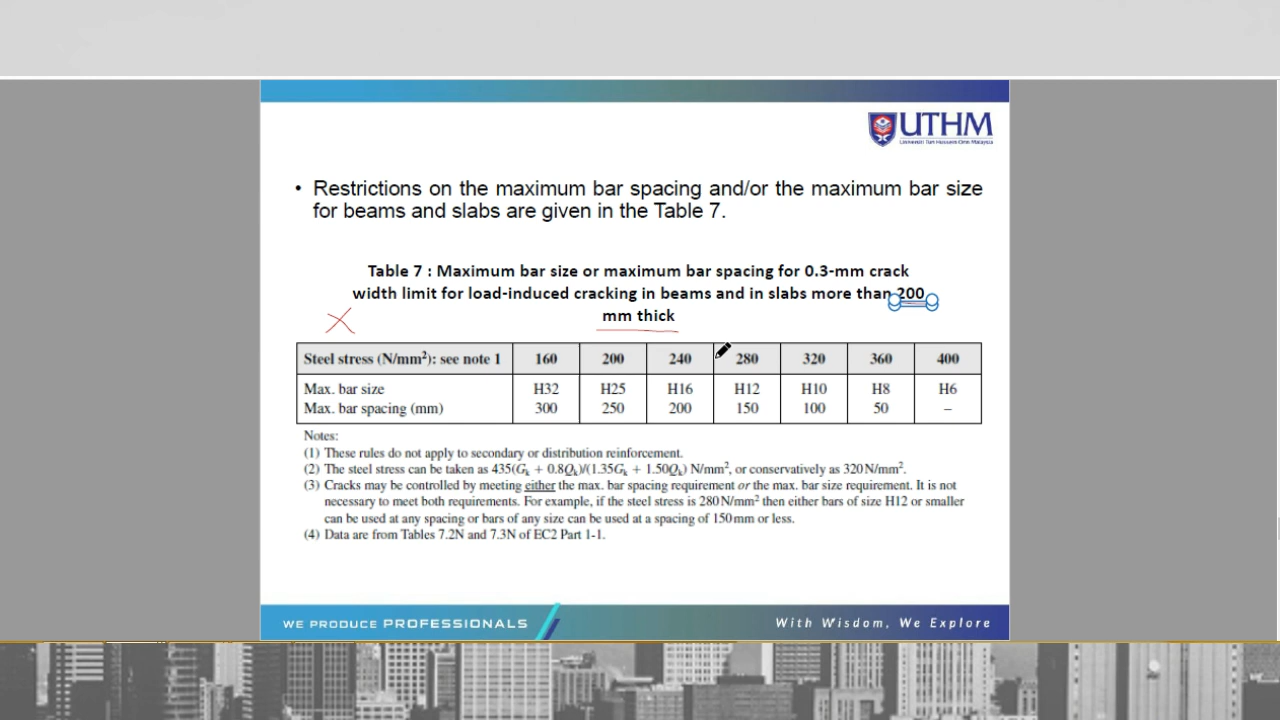 UTHM
Universiti Tun Hussein Onn Malaysia
• Restrictions on the maximum bar spacing and/or the maximum bar size
for beams and slabs are given in the Table 7.
Table 7 : Maximum bar size or maximum bar spacing for 0.3-mm crack
width limit for load-induced cracking in beams and in slabs more than 200
mm thick
Steel stress (N/mm²): see note 1 160 200 240 280 320 360 400
Max. bar size H32 H25 H16 H12 H10 H8 H6
Max. bar spacing (mm) 300 250 200 150 100 50 –
Notes:
(1) These rules do not apply to secondary or distribution reinforcement.
(2) The steel stress can be taken as 435(Gk + 0.8Qk)/(1.35Gk + 1.50Qk) N/mm², or conservatively as 320 N/mm².
(3) Cracks may be controlled by meeting either the max. bar spacing requirement or the max. bar size requirement. It is not
necessary to meet both requirements. For example, if the steel stress is 280 N/mm² then either bars of size H12 or smaller
can be used at any spacing or bars of any size can be used at a spacing of 150 mm or less.
(4) Data are from Tables 7.2N and 7.3N of EC2 Part 1-1.
WE PRODUCE PROFESSIONALS
With Wisdom, We Explore